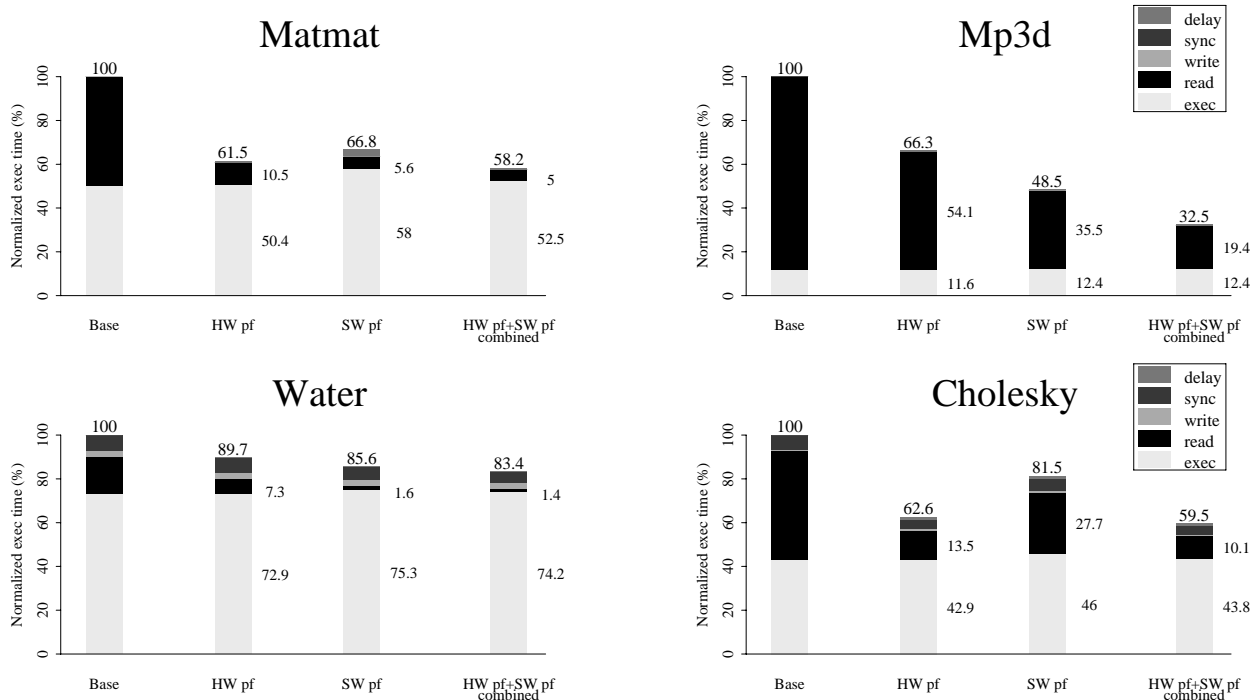 Matmat
Normalized exec time (%)
0
20
40
60
80
100
100
61.5
10.5
50.4
66.8
5.6
58
58.2
5
52.5
Base
HW pf
SW pf
HW pf+SW pf
combined
Mp3d
delay
sync
write
read
exec
Normalized exec time (%)
0
20
40
60
80
100
100
66.3
54.1
11.6
48.5
35.5
12.4
32.5
19.4
12.4
Base
HW pf
SW pf
HW pf+SW pf
combined
Water
Normalized exec time (%)
0
20
40
60
80
100
100
89.7
7.3
72.9
85.6
1.6
75.3
83.4
1.4
74.2
Base
HW pf
SW pf
HW pf+SW pf
combined
Cholesky
delay
sync
write
read
exec
Normalized exec time (%)
0
20
40
60
80
100
100
62.6
13.5
42.9
81.5
27.7
46
59.5
10.1
43.8
Base
HW pf
SW pf
HW pf+SW pf
combined